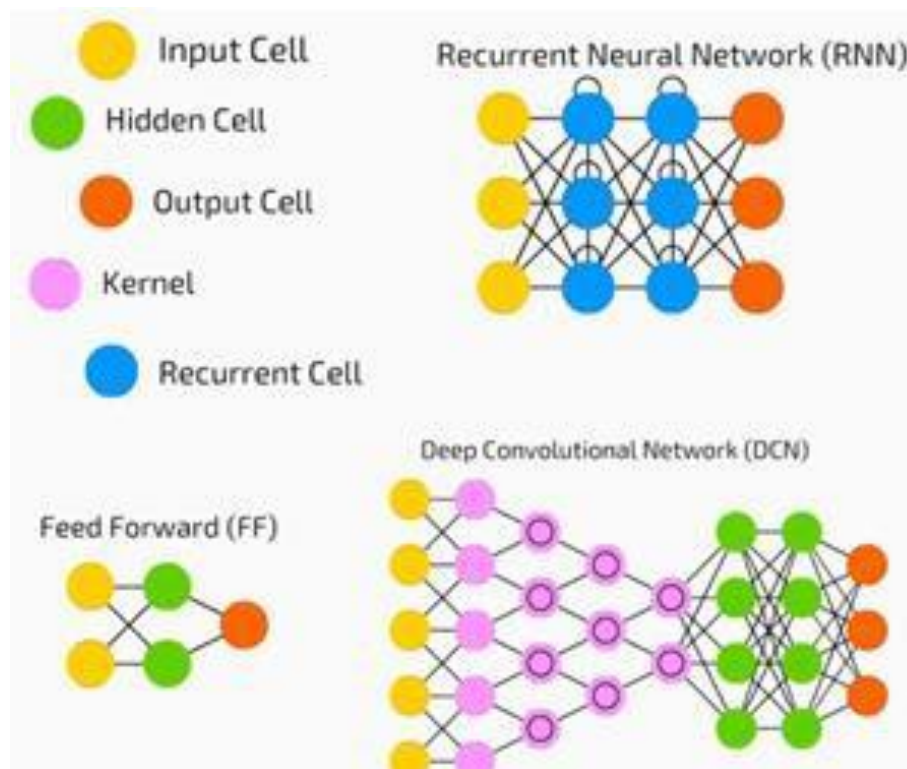 Input Cell
Hidden Cell
Output Cell
Kernel
Recurrent Cell
Recurrent Neural Network (RNN)
Feed Forward (FF)
Deep Convolutional Network (DCN)